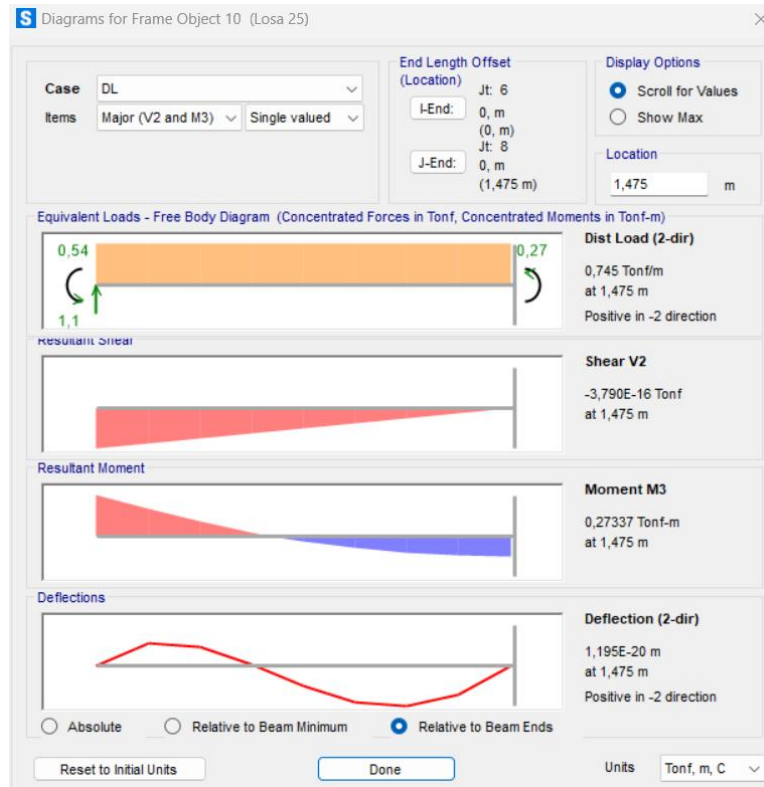 S Diagrams for Frame Object 10 (Losa 25)
Case DL
Items Major (V2 and M3) Single valued
End Length Offset
(Location)
Jt: 6
I-End: 0, m
(0, m)
Jt: 8
J-End: 0, m
(1,475 m)
Display Options
Scroll for Values
Show Max
Location
1,475 m
Equivalent Loads - Free Body Diagram (Concentrated Forces in Tonf, Concentrated Moments in Tonf-m)
0,54
0,27
1,1
Dist Load (2-dir)
0,745 Tonf/m
at 1,475 m
Positive in -2 direction
Resultant Shear
Shear V2
-3,790E-16 Tonf
at 1,475 m
Resultant Moment
Moment M3
0,27337 Tonf-m
at 1,475 m
Deflections
Deflection (2-dir)
1,195E-20 m
at 1,475 m
Positive in -2 direction
Absolute Relative to Beam Minimum Relative to Beam Ends
Reset to Initial Units Done Units Tonf, m, C